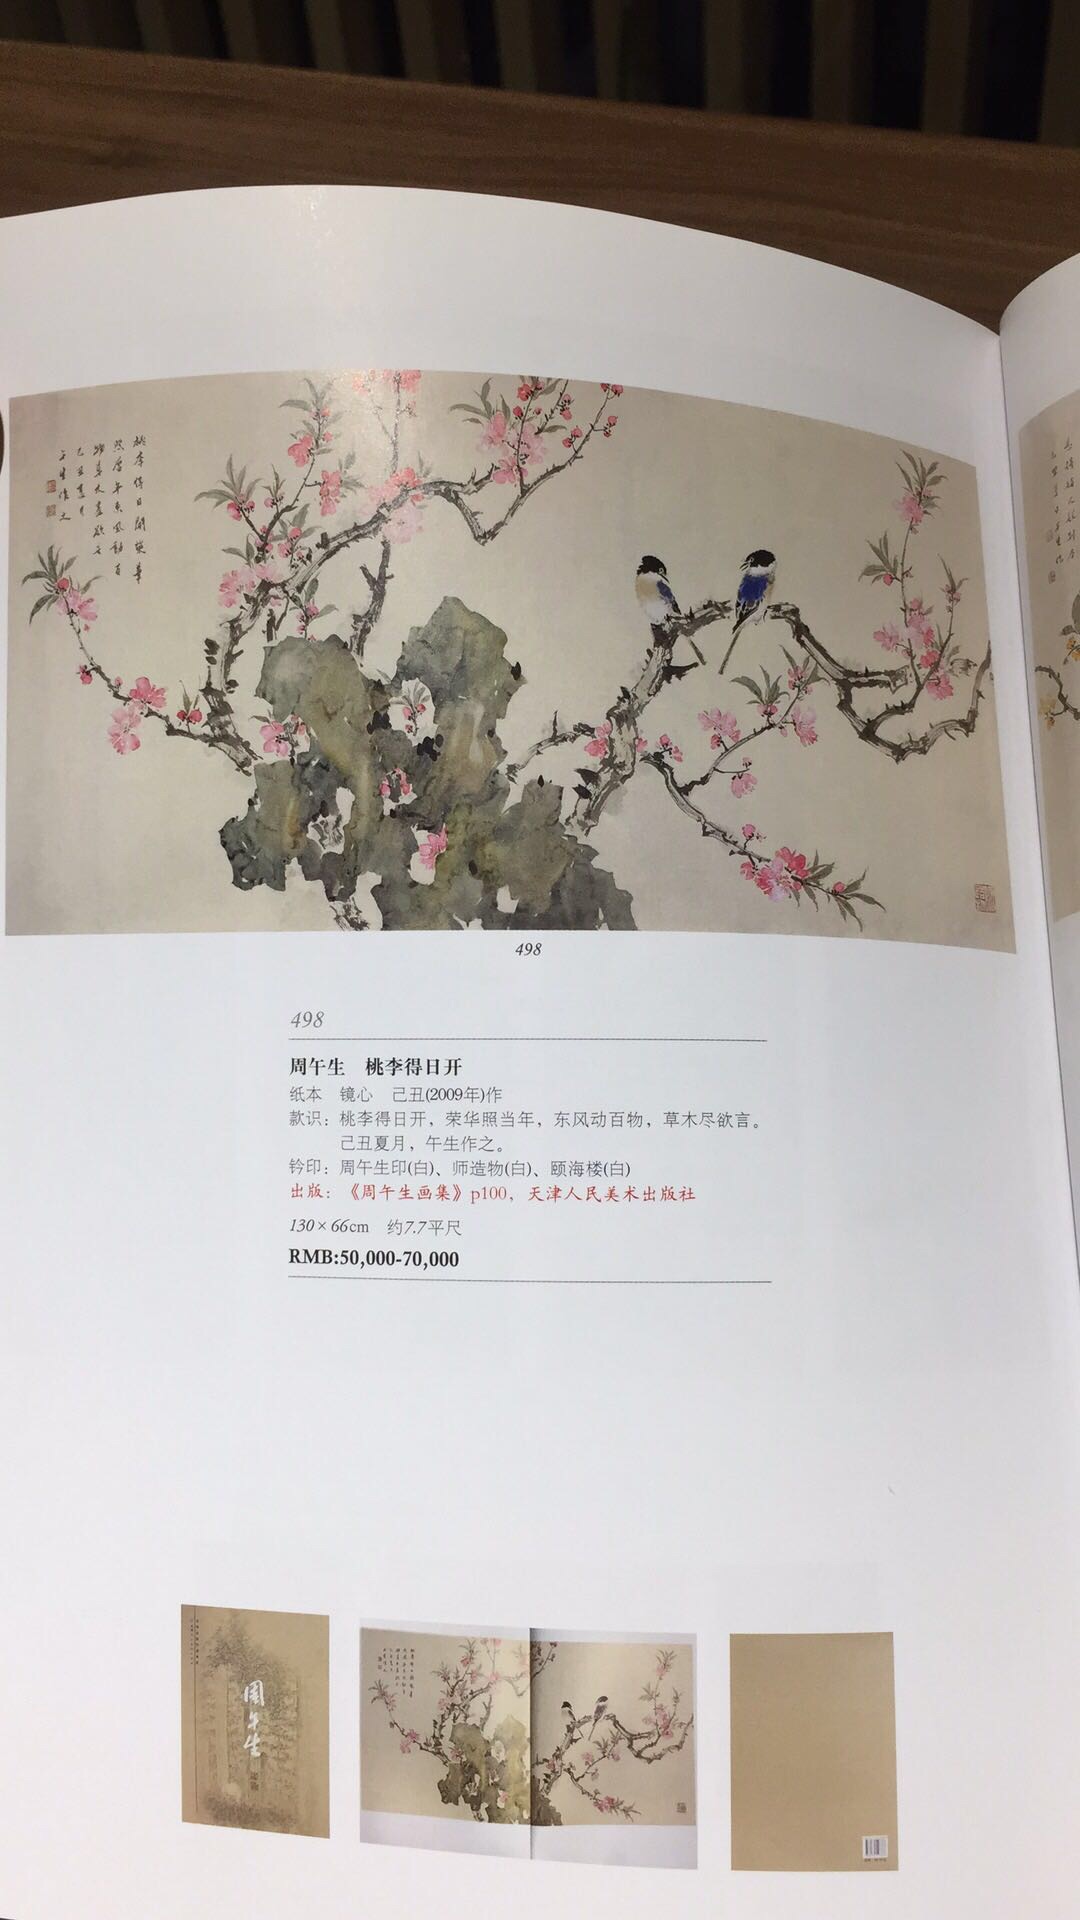 桃李得日開榮華
照當年東風動百
物草木盡欲言
己丑夏月
午生作之
498
498
周午生　桃李得日开
纸本　镜心　己丑(2009年)作
款识：桃李得日开，荣华照当年，东风动百物，草木尽欲言。
己丑夏月，午生作之。
钤印：周午生印(白)、师造物(白)、颐海楼(白)
出版：《周午生画集》p100，天津人民美术出版社
130×66cm　约7.7平尺
RMB:50,000-70,000
周午生